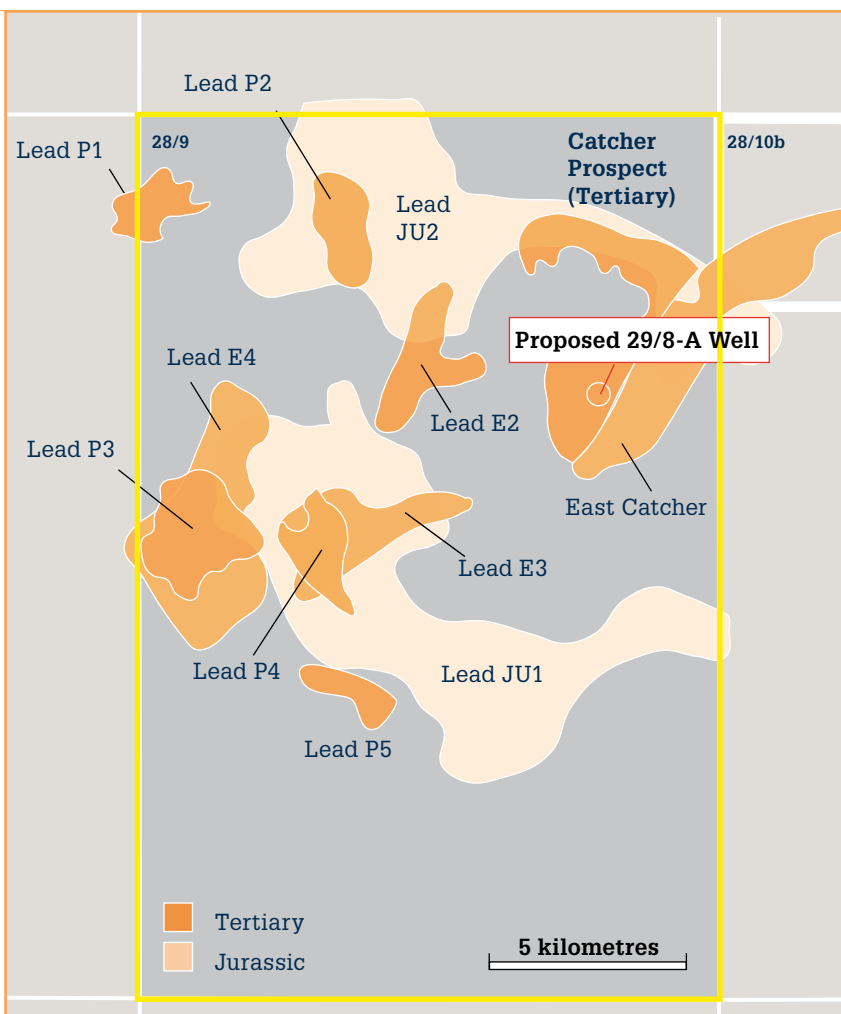 Lead P2
Lead P1
28/9
Catcher
Prospect
(Tertiary)
28/10b
Lead
JU2
Proposed 29/8-A Well
Lead E4
Lead E2
Lead P3
East Catcher
Lead E3
Lead P4
Lead JU1
Lead P5
Tertiary
Jurassic
5 kilometres